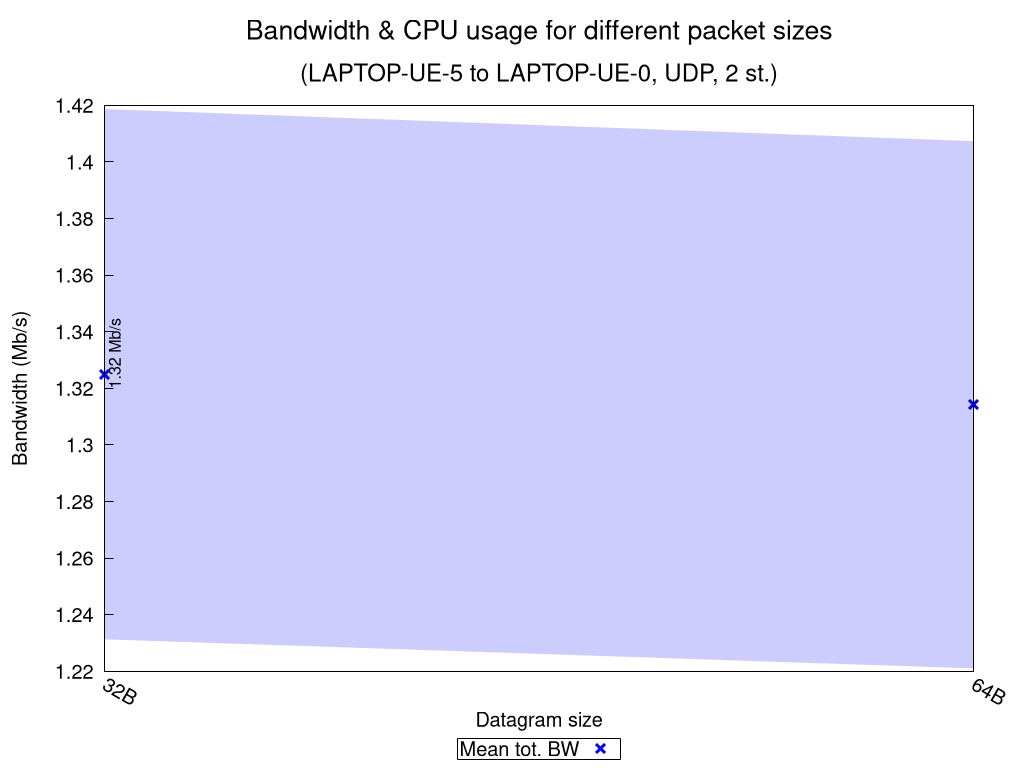 Bandwidth & CPU usage for different packet sizes
(LAPTOP-UE-5 to LAPTOP-UE-0, UDP, 2 st.)
1.42
1.4
1.38
1.36
1.34
1.32
1.3
1.28
1.26
1.24
1.22
Bandwidth (Mb/s)
1.32 Mb/s
32B
64B
Datagram size
Mean tot. BW